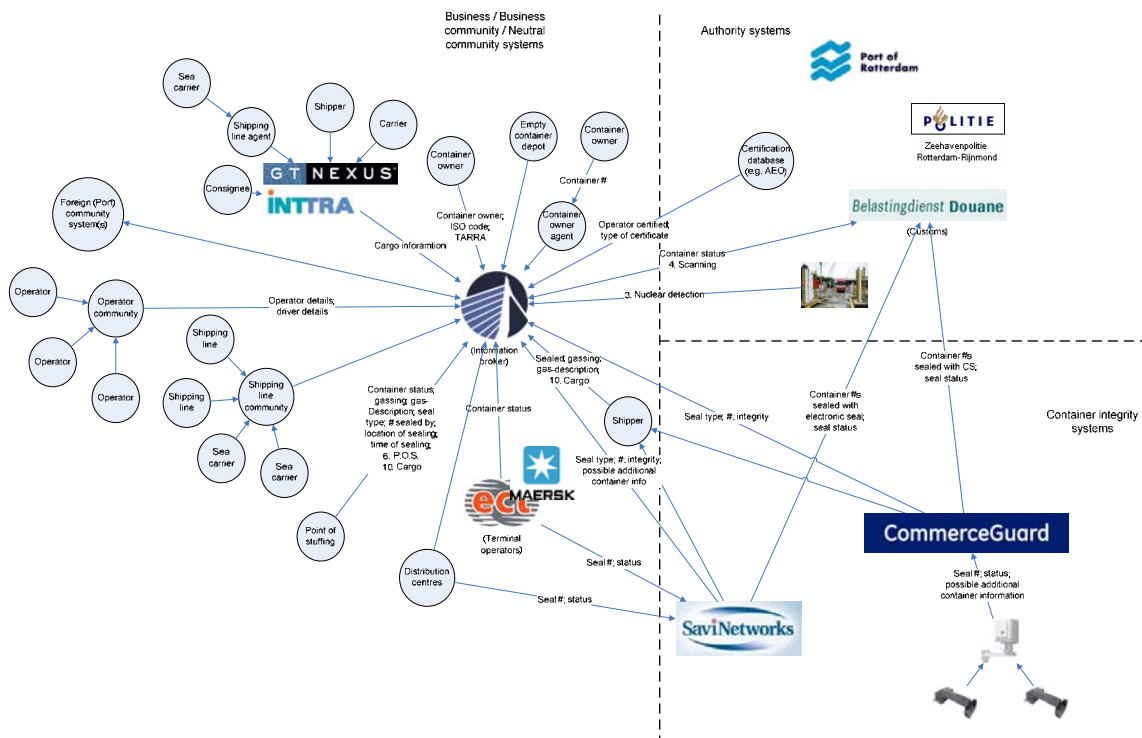 Business / Business
community / Neutral
community systems
Authority systems
Port of
Rotterdam
POLITIE
Zeehavenpolitie
Rotterdam-Rijnmond
Sea
carrier
Shipping
line agent
Shipper
Carrier
GT NEXUS
Consignee
INTTRA
Container
owner
Empty
container
depot
Container
owner
Container #
Container
owner
agent
Certification
database
(e.g. AEO)
Belastingdienst Douane
(Customs)
Foreign (Port)
community
system(s)
Cargo inforamtion
Container owner;
ISO code;
TARRA
Operator certified;
type of certificate
Container status
4. Scanning
3. Nuclear detection
Operator
Operator
community
Operator
Operator
Operator details;
driver details
(Information
broker)
Shipping
line
Shipping
line
Shipping
line
community
Sea
carrier
Sea
carrier
Container status;
gassing; gas-
Description; seal
type; # sealed by;
location of sealing;
time of sealing;
6. P.O.S.
10. Cargo
Container status
Sealed; gassing;
gas-description;
10. Cargo
Shipper
Seal type; #; integrity
Seal type; #; integrity;
possible additional
container info
Container #s
sealed with
electronic seal;
seal status
Container #s
sealed with CS;
seal status
Container integrity
systems
ect
MAERSK
(Terminal
operators)
Point of
stuffing
Distribution
centres
Seal #; status
Seal #; status
SaviNetworks
CommerceGuard
Seal #; status;
possible additional
container information